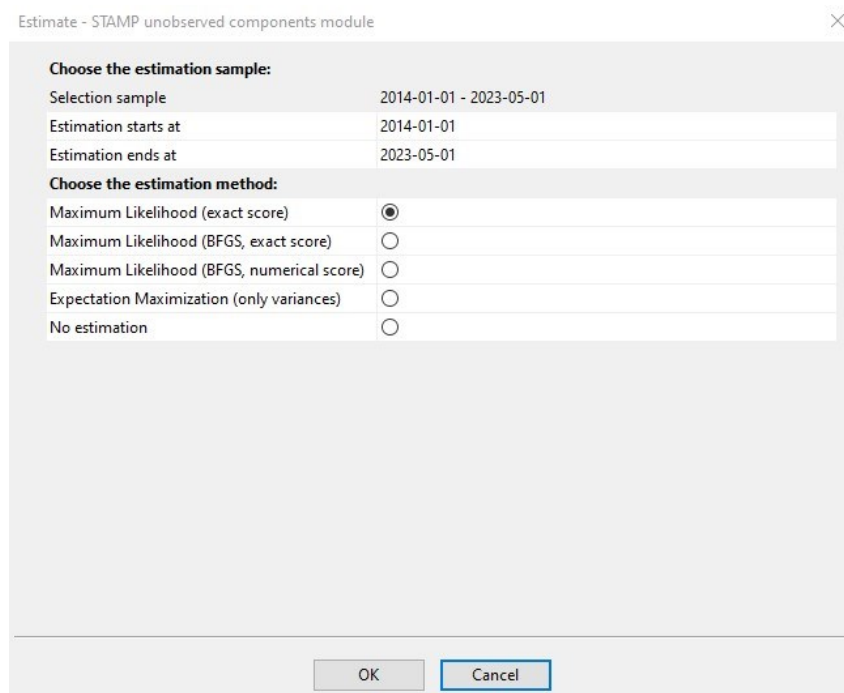 Estimate - STAMP unobserved components module
Choose the estimation sample:
Selection sample 2014-01-01 - 2023-05-01
Estimation starts at 2014-01-01
Estimation ends at 2023-05-01
Choose the estimation method:
Maximum Likelihood (exact score)
Maximum Likelihood (BFGS, exact score)
Maximum Likelihood (BFGS, numerical score)
Expectation Maximization (only variances)
No estimation
OK Cancel